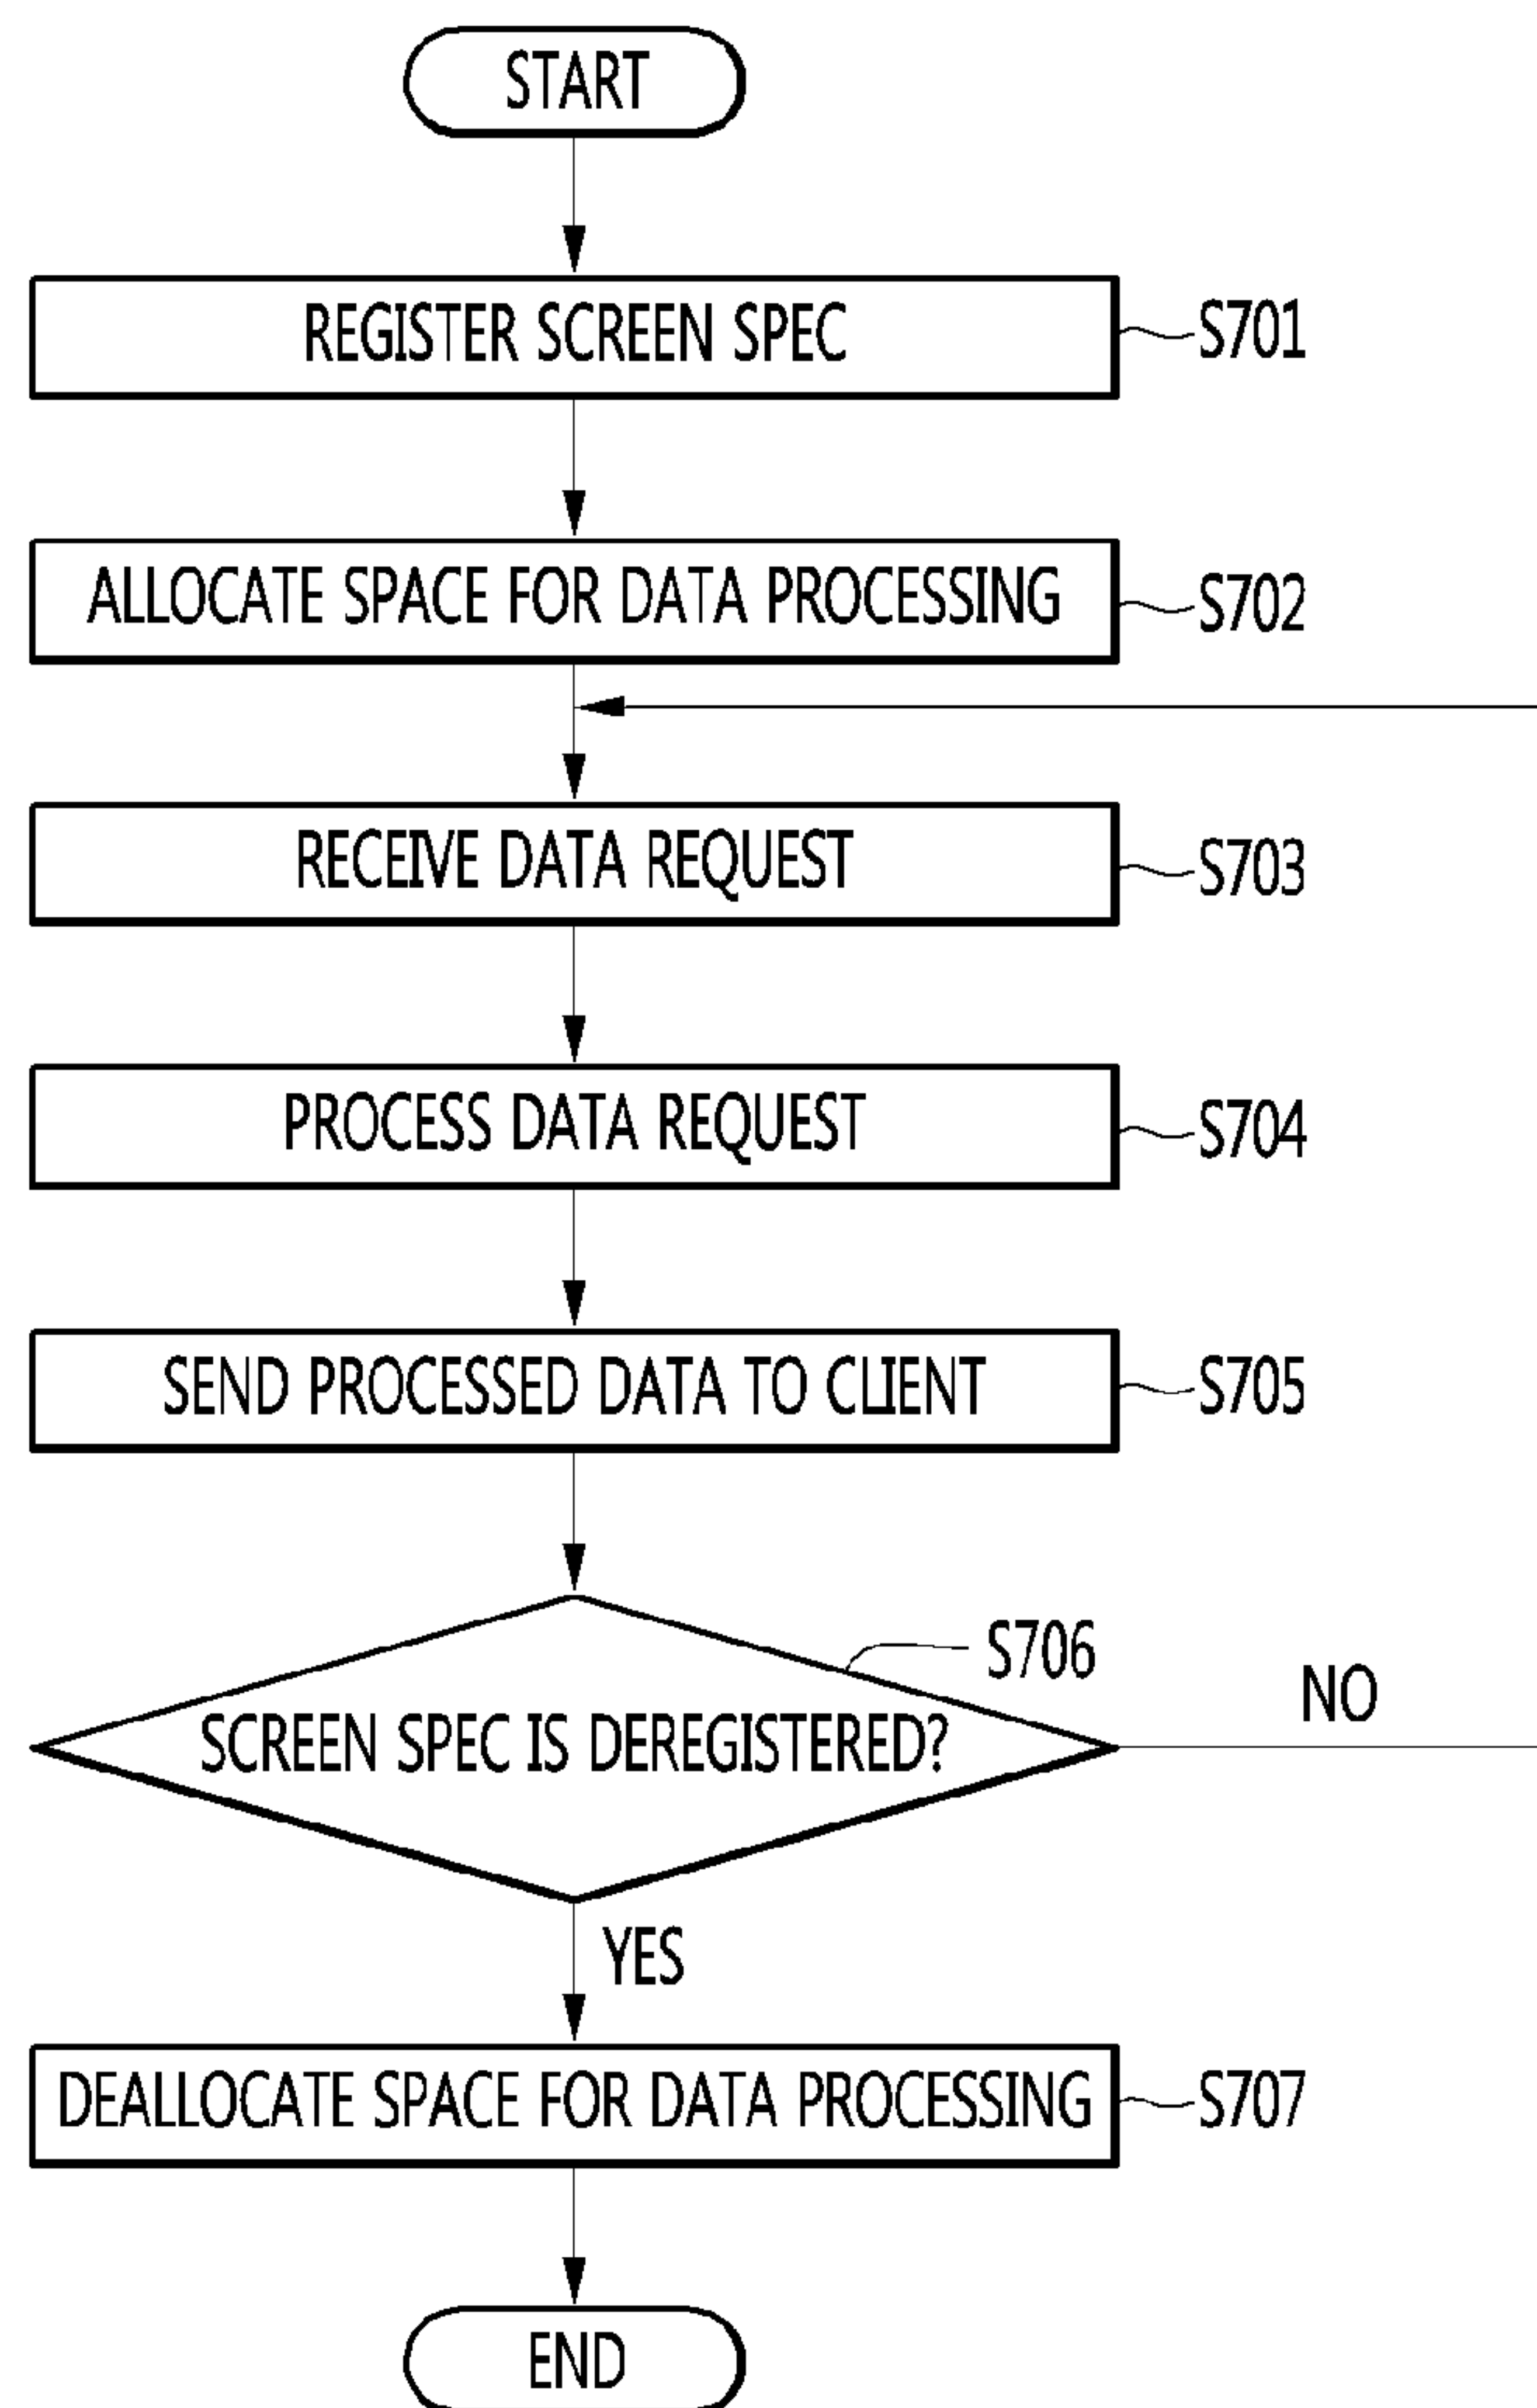 START
REGISTER SCREEN SPEC
S701
ALLOCATE SPACE FOR DATA PROCESSING
S702
RECEIVE DATA REQUEST
S703
PROCESS DATA REQUEST
S704
SEND PROCESSED DATA TO CLIENT
S705
S706
NO
SCREEN SPEC IS DEREGISTERED?
YES
DEALLOCATE SPACE FOR DATA PROCESSING
S707
END